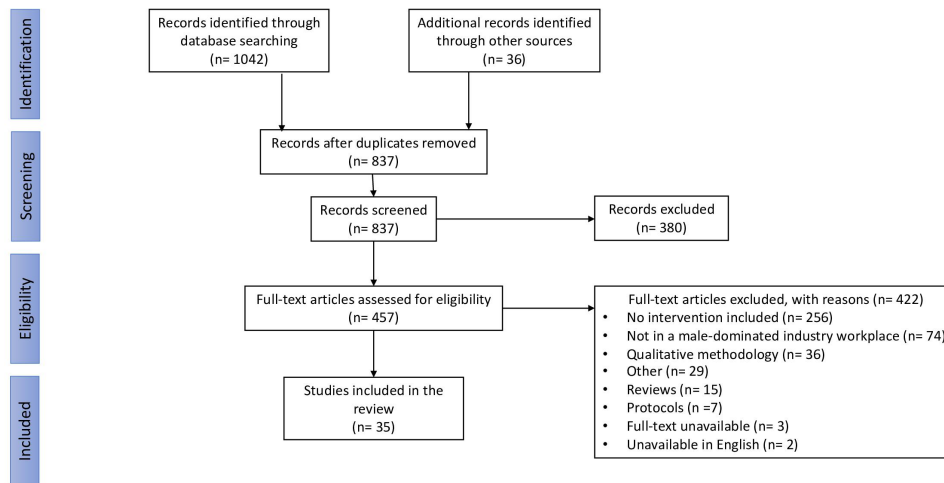 Identification
Records identified through
database searching
(n= 1042)
Additional records identified
through other sources
(n= 36)
Screening
Records after duplicates removed
(n= 837)
Records screened
(n= 837)
Records excluded
(n= 380)
Eligibility
Full-text articles assessed for eligibility
(n= 457)
Full-text articles excluded, with reasons (n= 422)
• No intervention included (n= 256)
• Not in a male-dominated industry workplace (n= 74)
• Qualitative methodology (n= 36)
• Other (n= 29)
• Reviews (n= 15)
• Protocols (n =7)
• Full-text unavailable (n= 3)
• Unavailable in English (n= 2)
Included
Studies included in the
review
(n= 35)